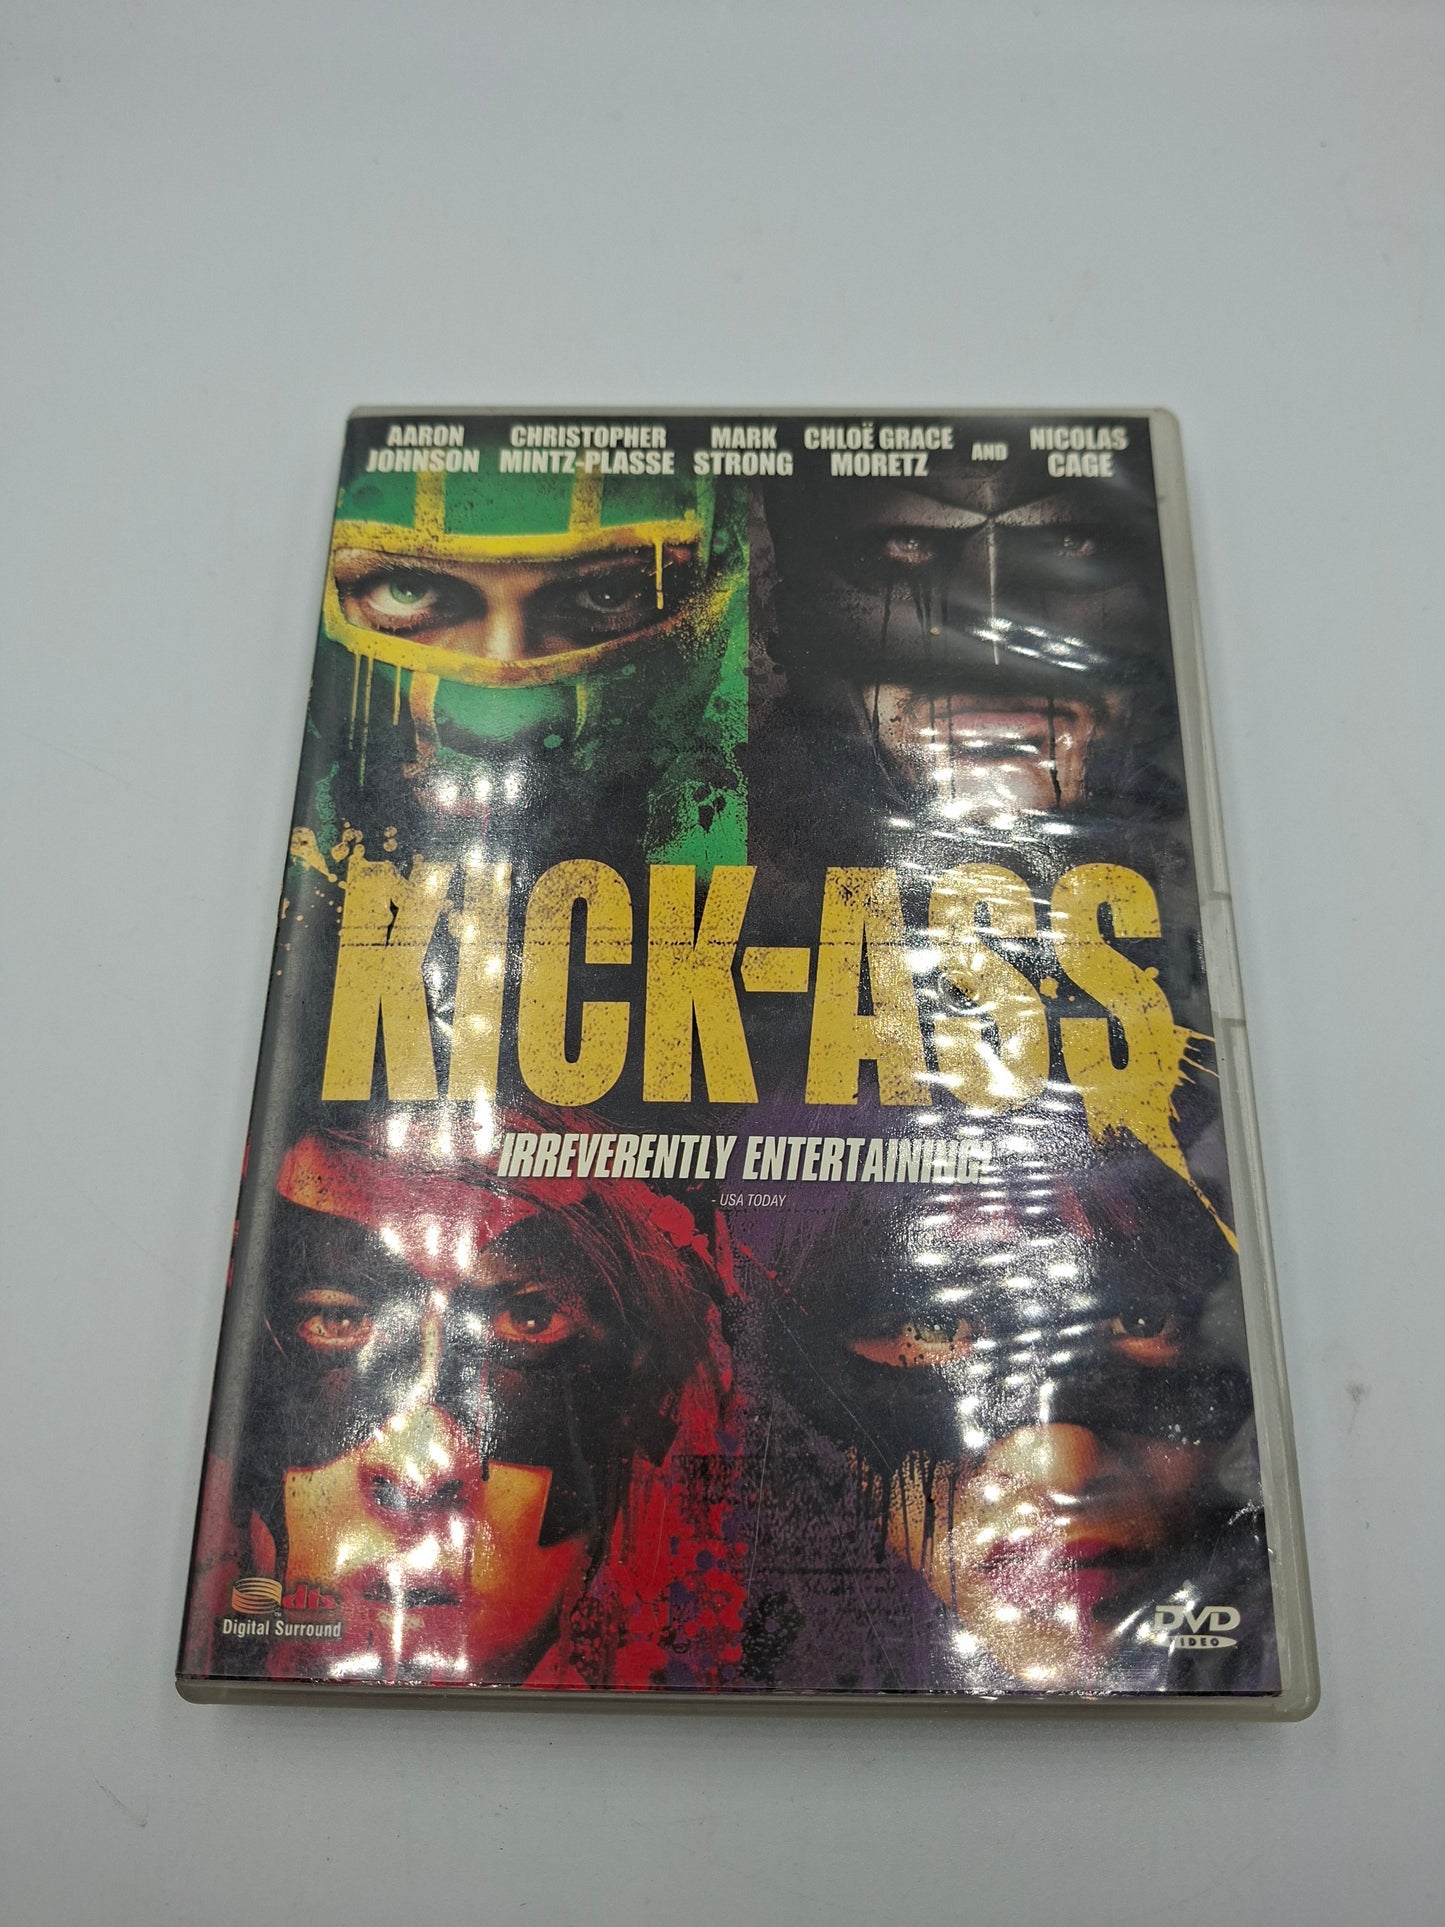 AARON CHRISTOPHER MARK CHLOË GRACE AND NICOLAS
JOHNSON MINTZ-PLASSE STRONG MORETZ CAGE
KICK-ASS
IRREVERENTLY ENTERTAINING!
- USA TODAY
dts
Digital Surround
DVD
VIDEO